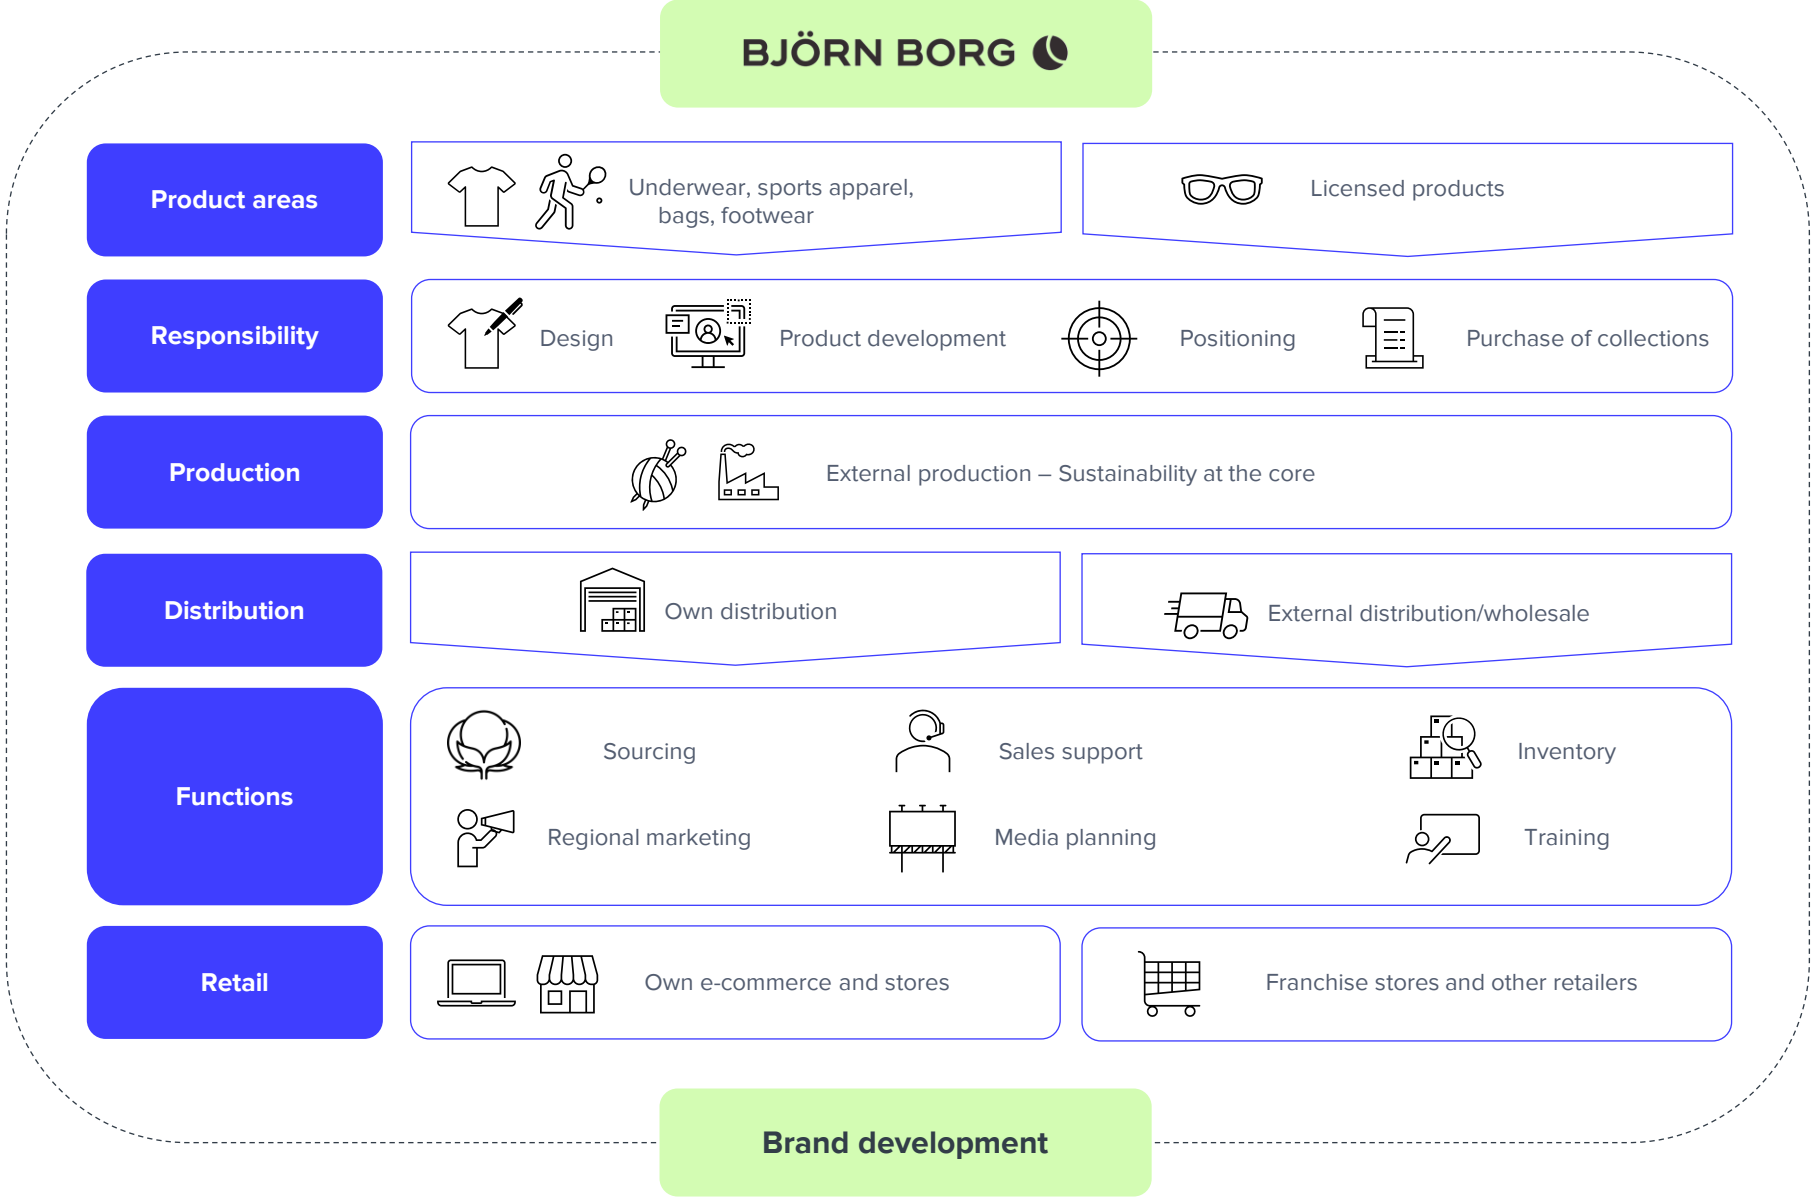 BJÖRN BORG
Product areas
Underwear, sports apparel,
bags, footwear
Licensed products
Responsibility
Design
Product development
Positioning
Purchase of collections
Production
External production – Sustainability at the core
Distribution
Own distribution
External distribution/wholesale
Functions
Sourcing
Sales support
Inventory
Regional marketing
Media planning
Training
Retail
Own e-commerce and stores
Franchise stores and other retailers
Brand development